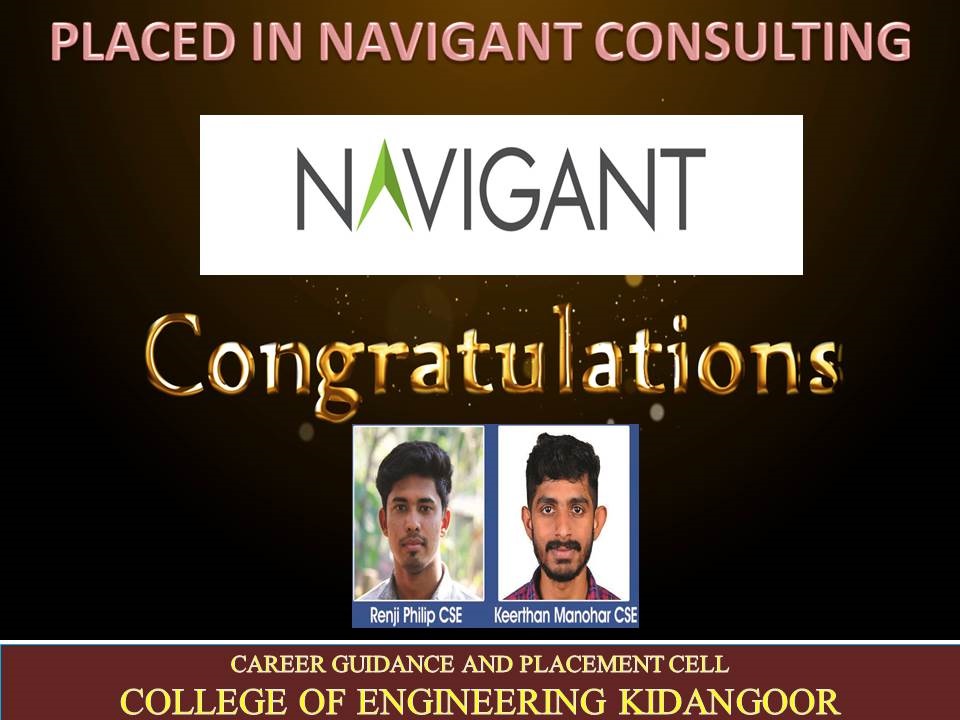 PLACED IN NAVIGANT CONSULTING
NAVIGANT
Congratulations
Renji Philip CSE
Keerthan Manohar CSE
CAREER GUIDANCE AND PLACEMENT CELL
COLLEGE OF ENGINEERING KIDANGOOR